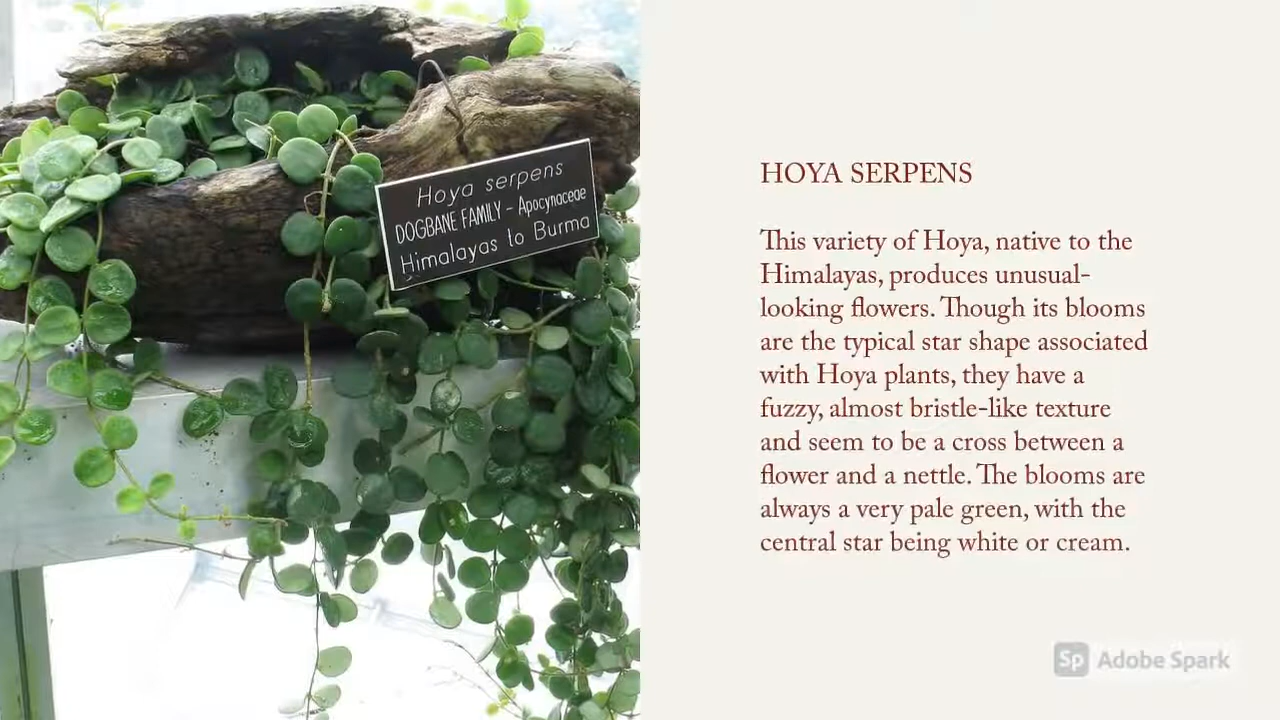 Hoya serpens
DOGBANE FAMILY - Apocynaceae
Himalayas to Burma
HOYA SERPENS
This variety of Hoya, native to the
Himalayas, produces unusual-
looking flowers. Though its blooms
are the typical star shape associated
with Hoya plants, they have a
fuzzy, almost bristle-like texture
and seem to be a cross between a
flower and a nettle. The blooms are
always a very pale green, with the
central star being white or cream.
Sp Adobe Spark